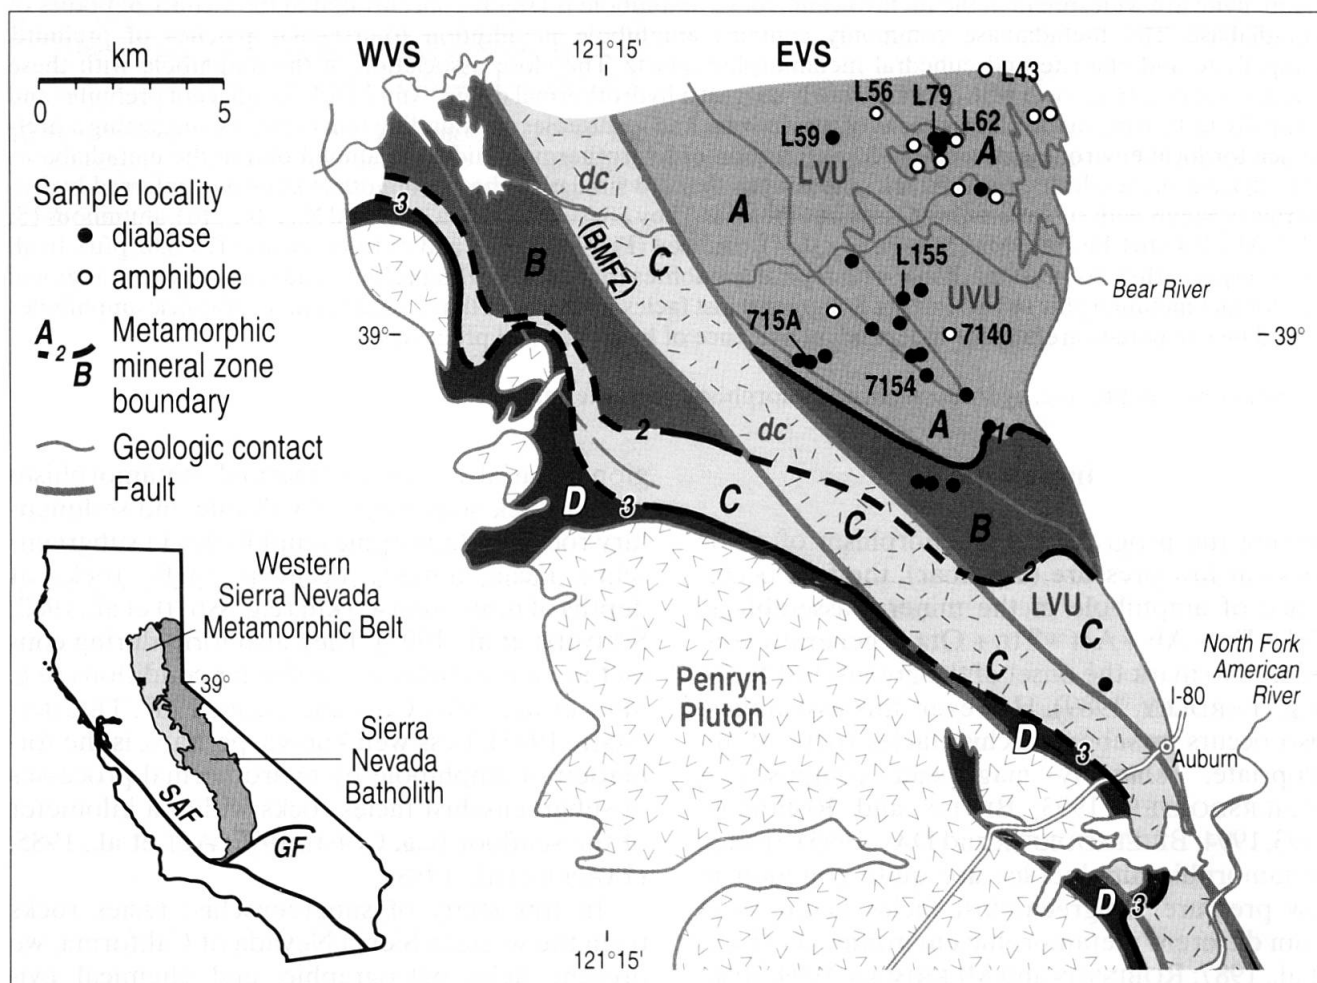 WVS
121° 15'
EVS
km
0
5
Sample locality
diabase
amphibole
A
2
B
Metamorphic
mineral zone
boundary
Geologic contact
Fault
L43
L56
L79
L62
L59
LVU
A
A
dc
(BMFZ)
C
B
3
L155
UVU
Bear River
39°
715A
7140
39°
7154
A
1
2
dc
D
3
C
C
C
B
2
LVU
C
North Fork
American
River
I-80
Penryn
Pluton
D
3
Auburn
D
3
121° 15'
Western
Sierra Nevada
Metamorphic Belt
39°
Sierra
Nevada
Batholith
SAF
GF